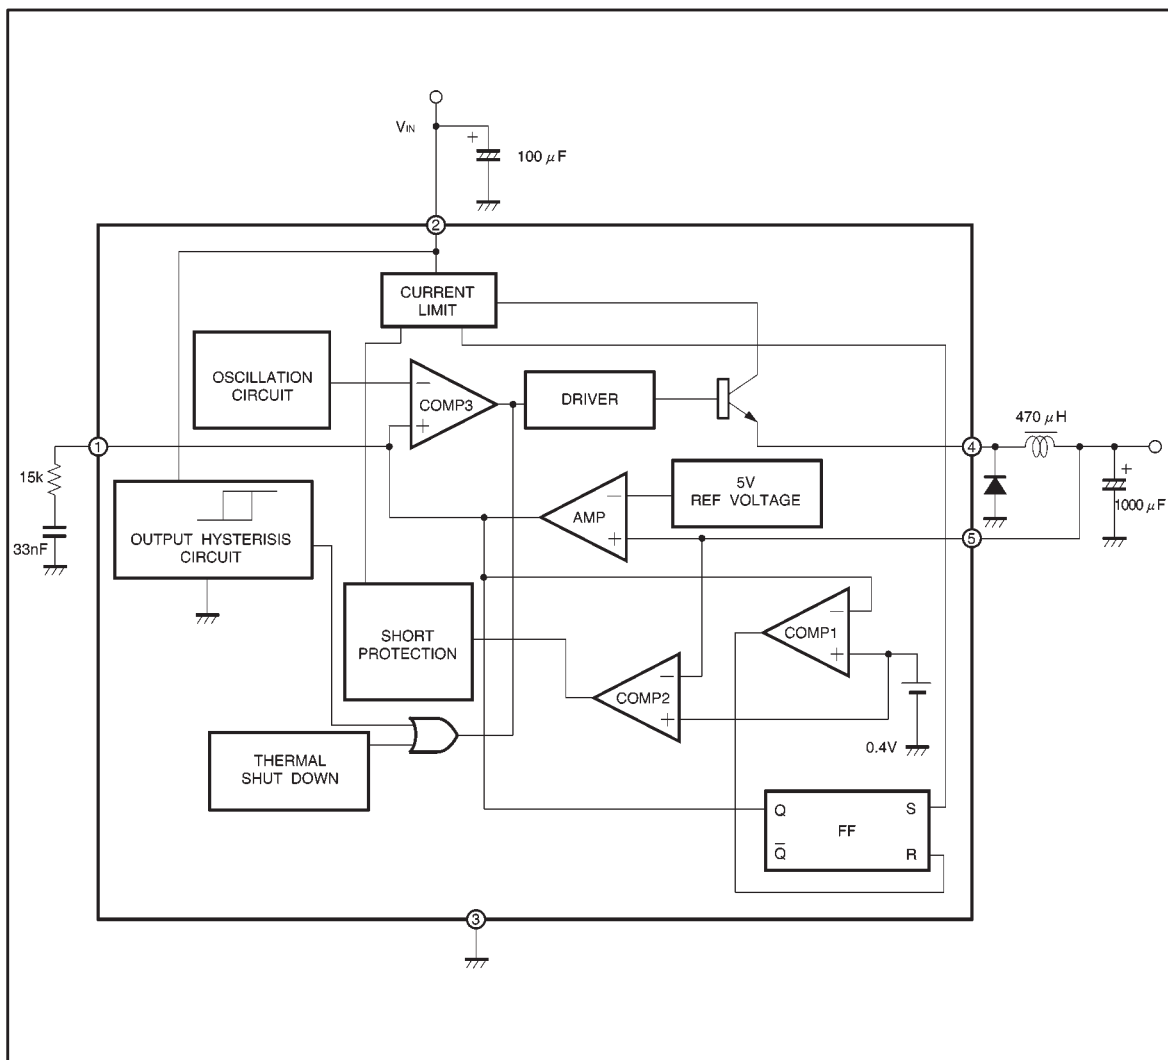 VIN
+
100 μF
2
CURRENT
LIMIT
OSCILLATION
CIRCUIT
−
COMP3
+
DRIVER
1
15k
33nF
4
470 μH
+
1000 μF
5V
REF VOLTAGE
−
AMP
+
5
OUTPUT HYSTERISIS
CIRCUIT
SHORT
PROTECTION
−
COMP1
+
−
COMP2
+
0.4V
THERMAL
SHUT DOWN
Q S
FF
Q̅ R
3